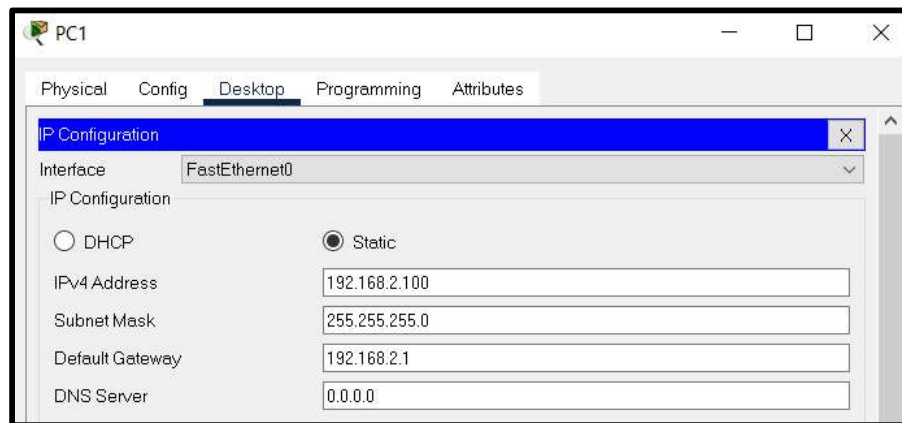 PC1
Physical Config Desktop Programming Attributes
IP Configuration X
Interface FastEthernet0
IP Configuration
DHCP Static
IPv4 Address 192.168.2.100
Subnet Mask 255.255.255.0
Default Gateway 192.168.2.1
DNS Server 0.0.0.0